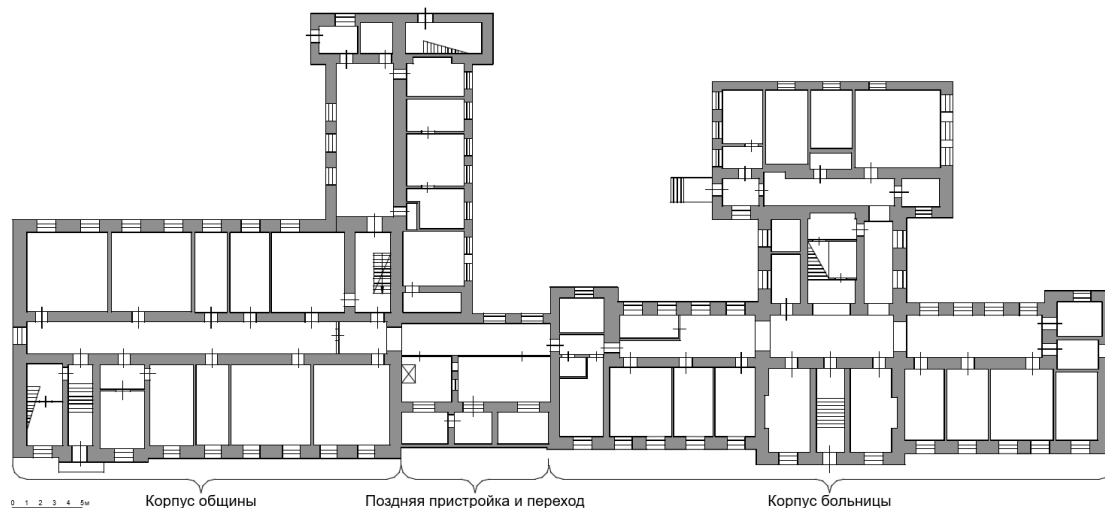 0 1 2 3 4 5м
Корпус общины
Поздняя пристройка и переход
Корпус больницы